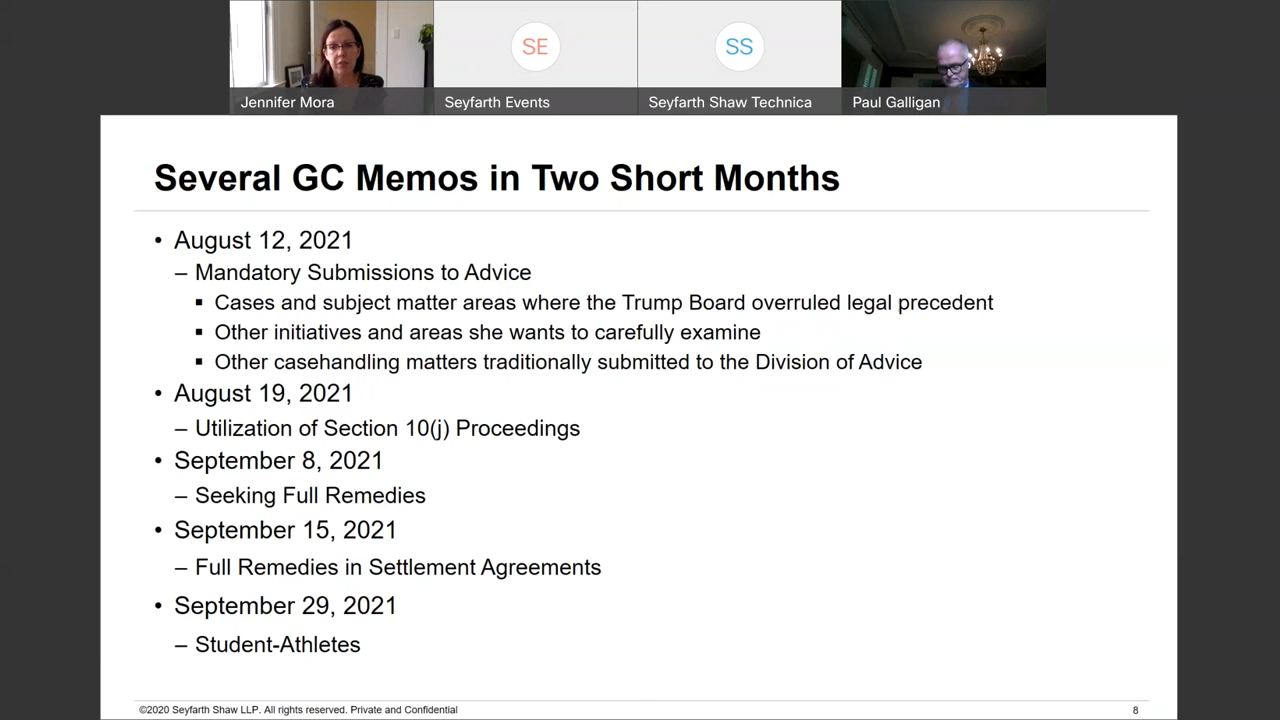 SE
SS
Jennifer Mora
Seyfarth Events
Seyfarth Shaw Technica
Paul Galligan
Several GC Memos in Two Short Months
• August 12, 2021
– Mandatory Submissions to Advice
▪ Cases and subject matter areas where the Trump Board overruled legal precedent
▪ Other initiatives and areas she wants to carefully examine
▪ Other casehandling matters traditionally submitted to the Division of Advice
• August 19, 2021
– Utilization of Section 10(j) Proceedings
• September 8, 2021
– Seeking Full Remedies
• September 15, 2021
– Full Remedies in Settlement Agreements
• September 29, 2021
– Student-Athletes
©2020 Seyfarth Shaw LLP. All rights reserved. Private and Confidential
8